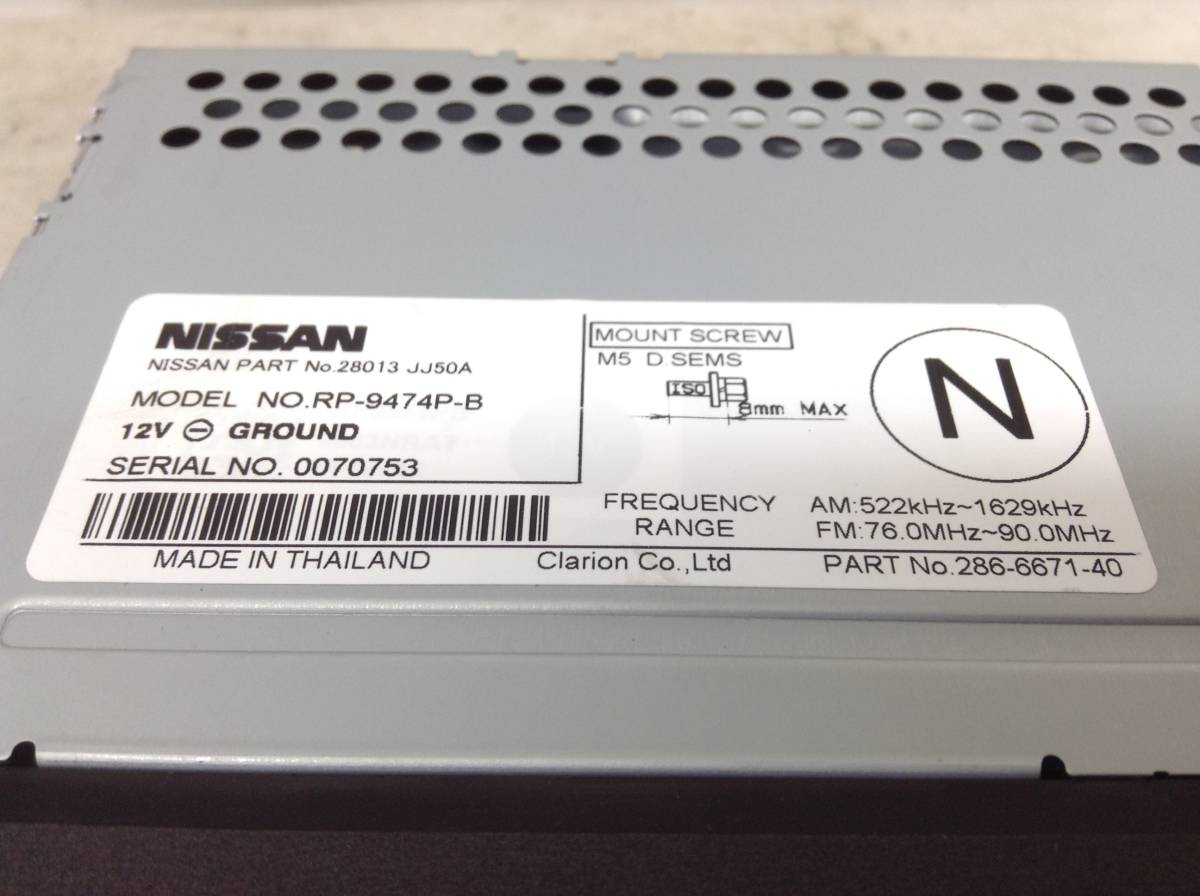 NISSAN
NISSAN PART No.28013 JJ50A
MODEL NO.RP-9474P-B
12V ⊖ GROUND
SERIAL NO. 0070753
MOUNT SCREW
M5 D.SEMS
ISO
8mm MAX
N
FREQUENCY RANGE
AM:522kHz~1629kHz
FM:76.0MHz~90.0MHz
MADE IN THAILAND
Clarion Co.,Ltd
PART No.286-6671-40